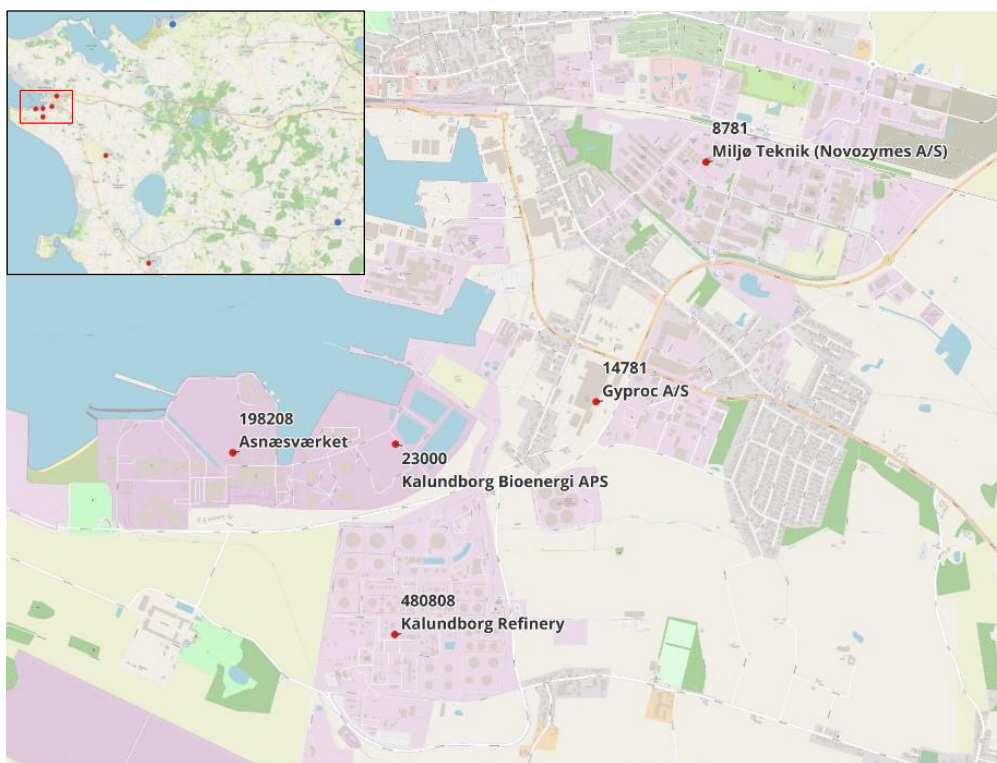 8781
Miljø Teknik (Novozymes A/S)
14781
Gyproc A/S
198208
Asnæsværket
23000
Kalundborg Bioenergi APS
480808
Kalundborg Refinery